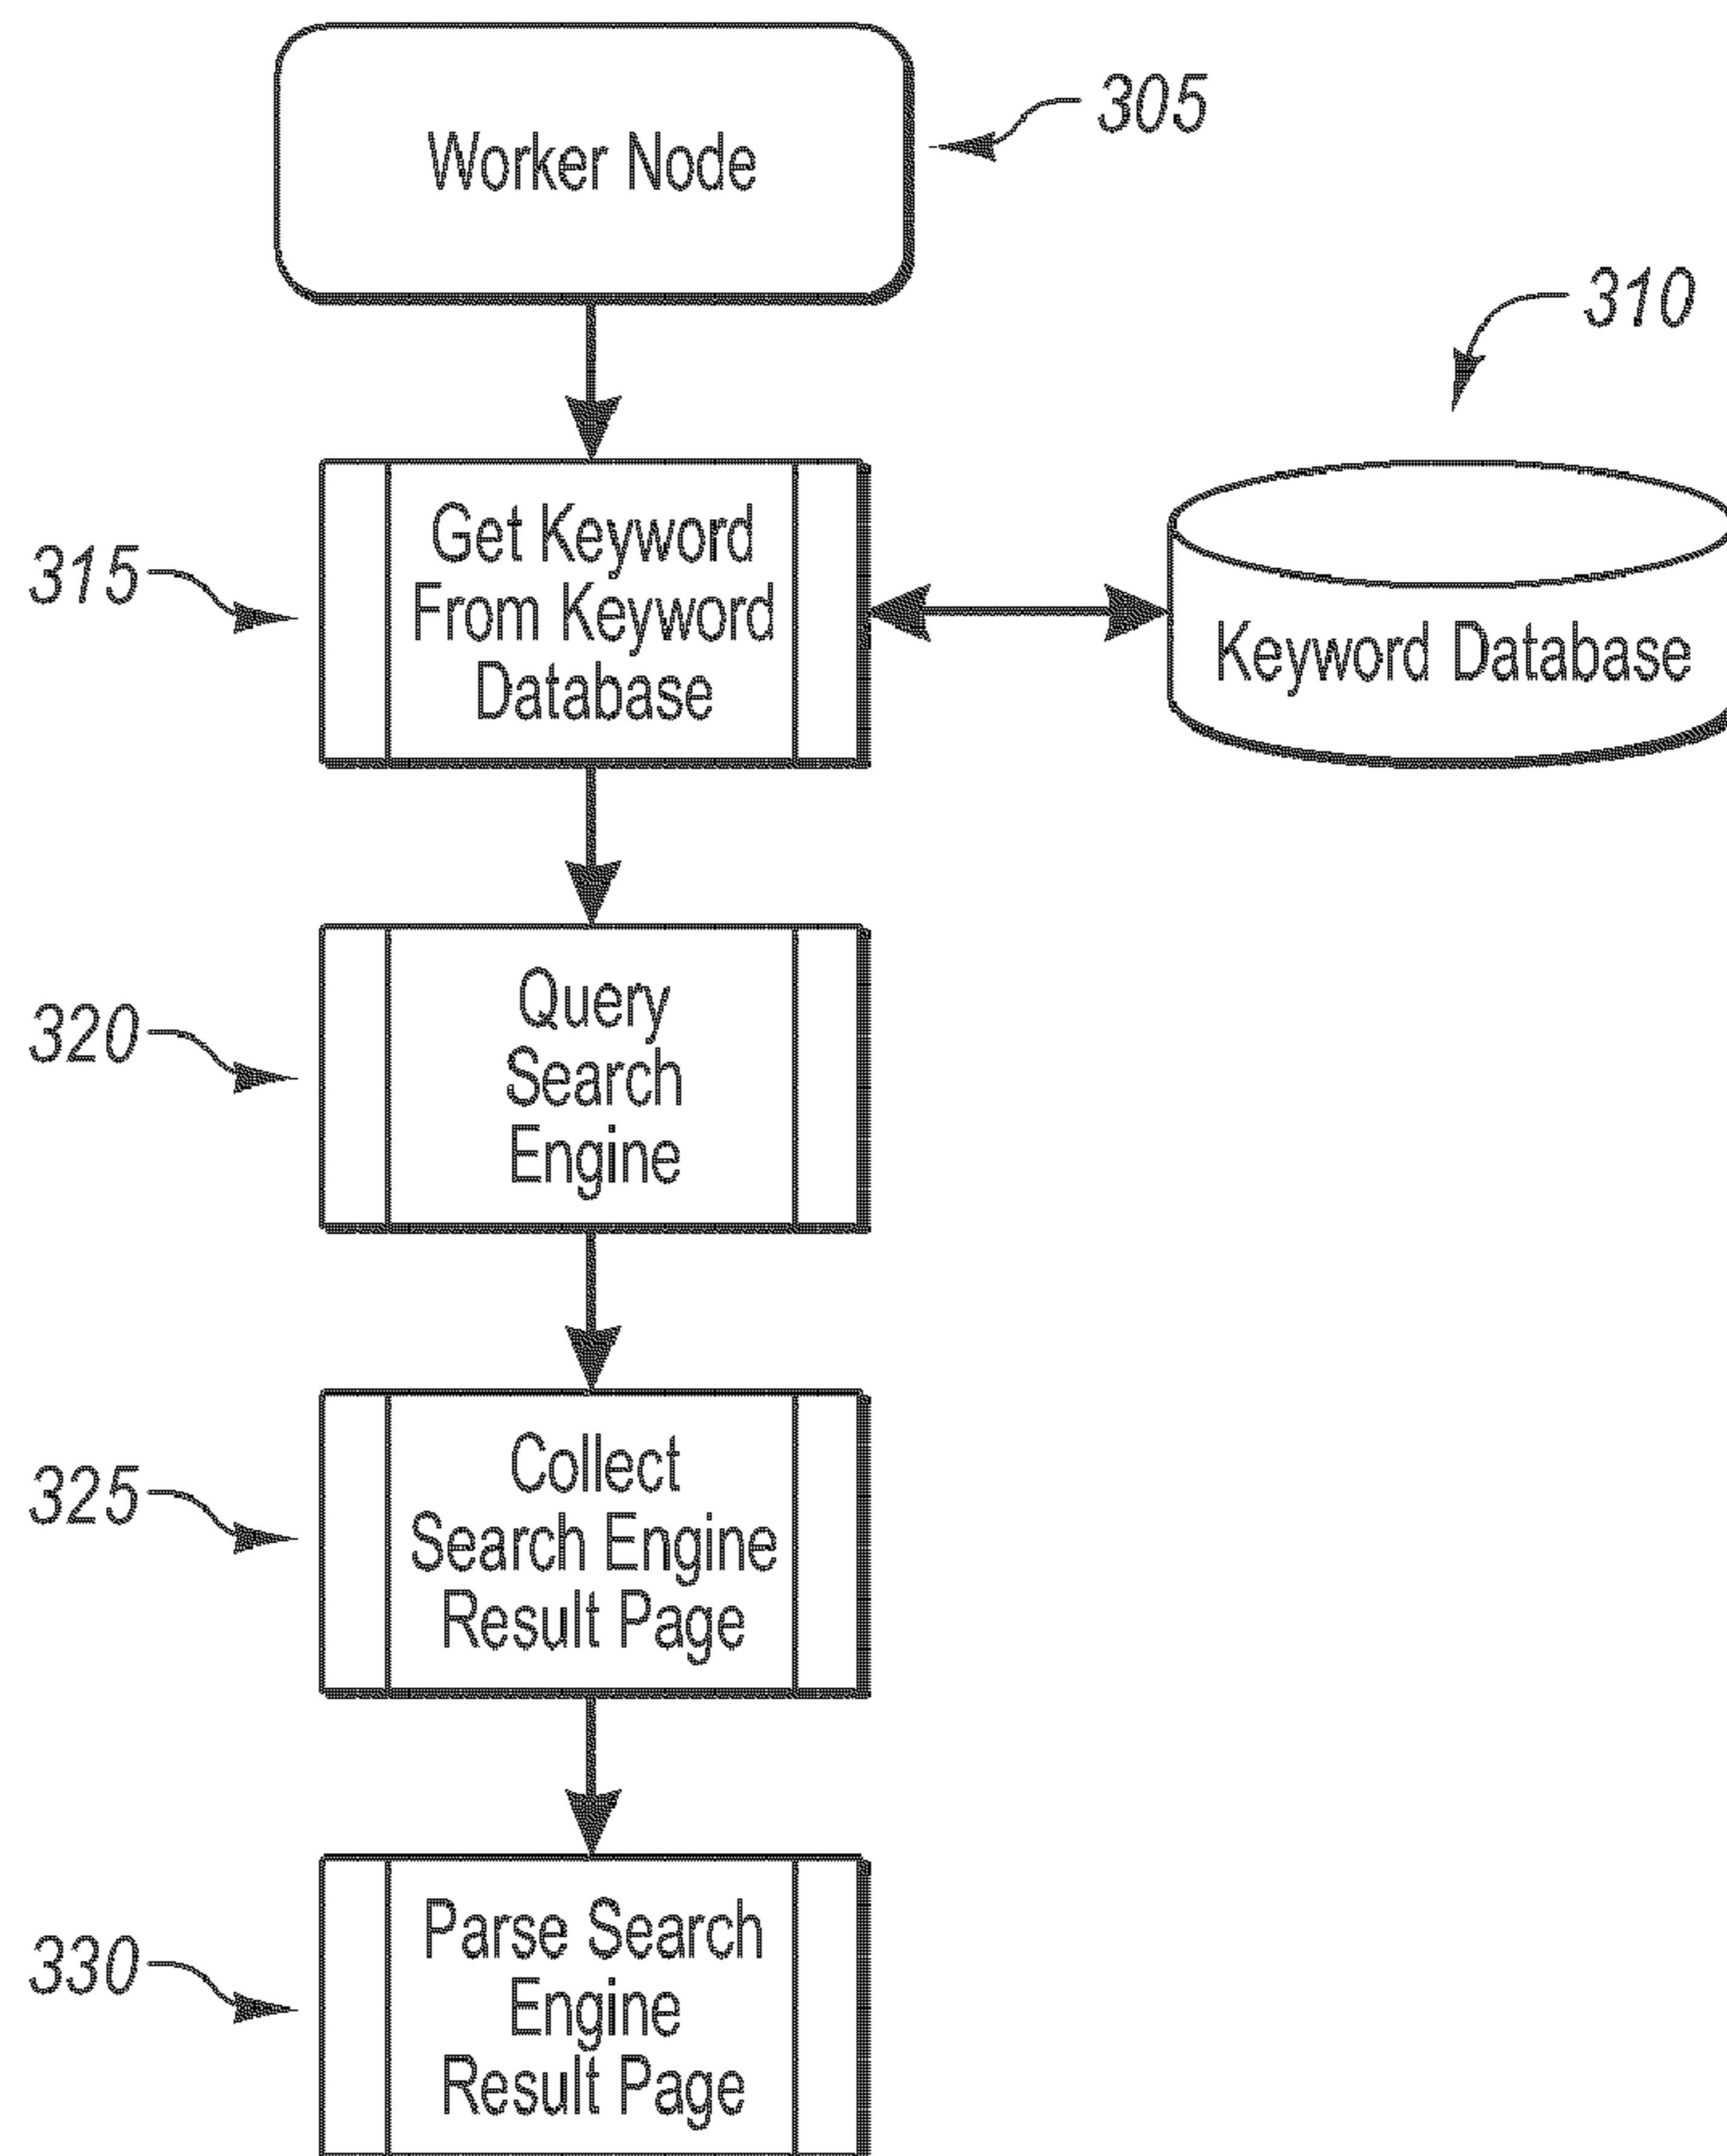 Worker Node
305
310
315
Get Keyword
From Keyword
Database
Keyword Database
320
Query
Search
Engine
325
Collect
Search Engine
Result Page
330
Parse Search
Engine
Result Page